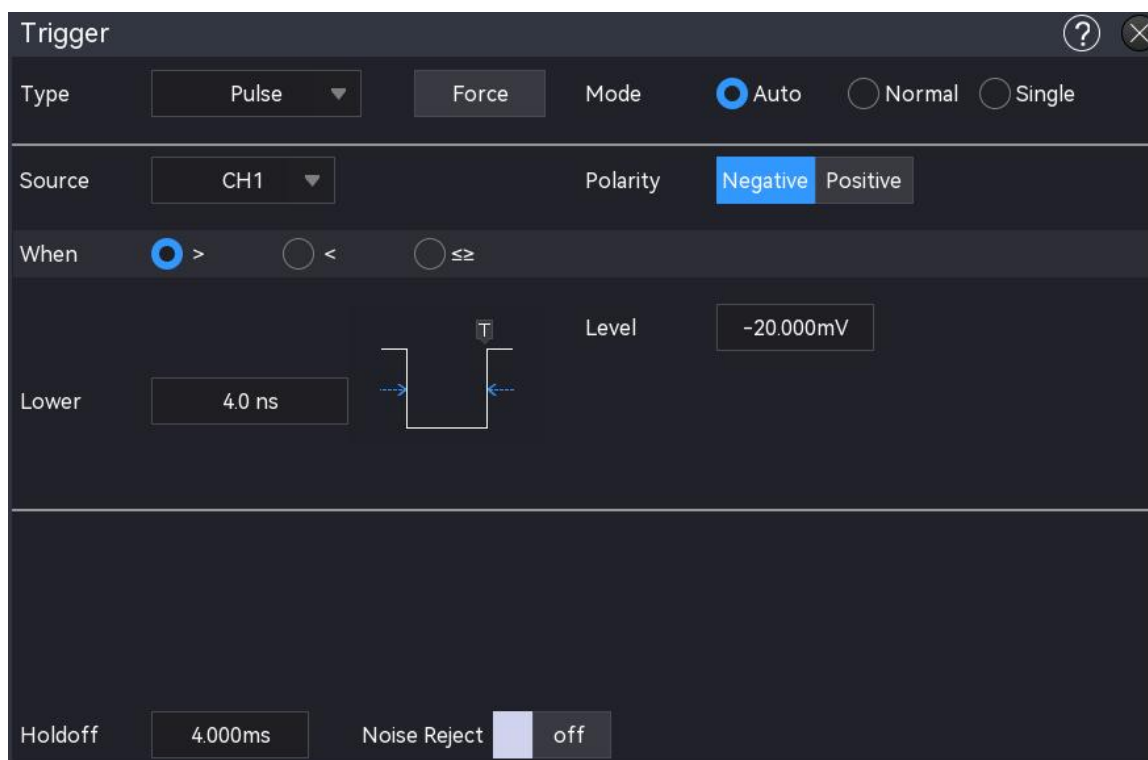 Trigger ?
Type Pulse Force Mode Auto Normal Single
Source CH1 Polarity Negative Positive
When > < ≤≥
T
Level -20.000mV
Lower 4.0 ns
Holdoff 4.000ms Noise Reject off